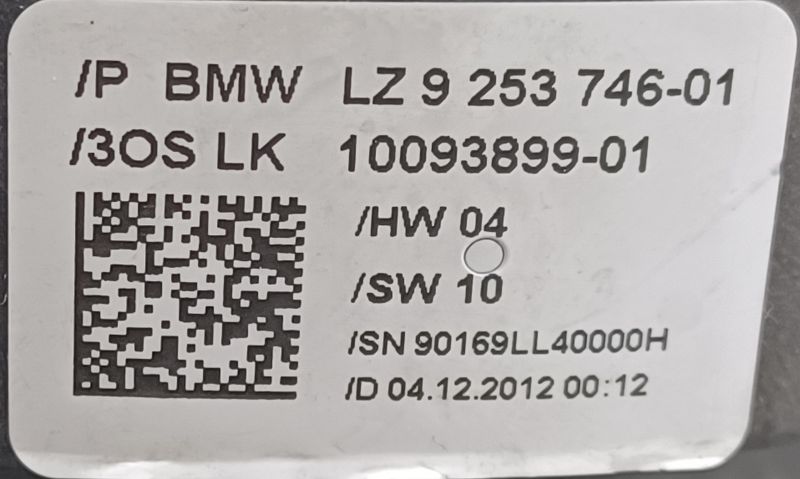 /P BMW LZ 9 253 746-01
/3OS LK 10093899-01
/HW 04
/SW 10
/SN 90169LL40000H
/D 04.12.2012 00:12